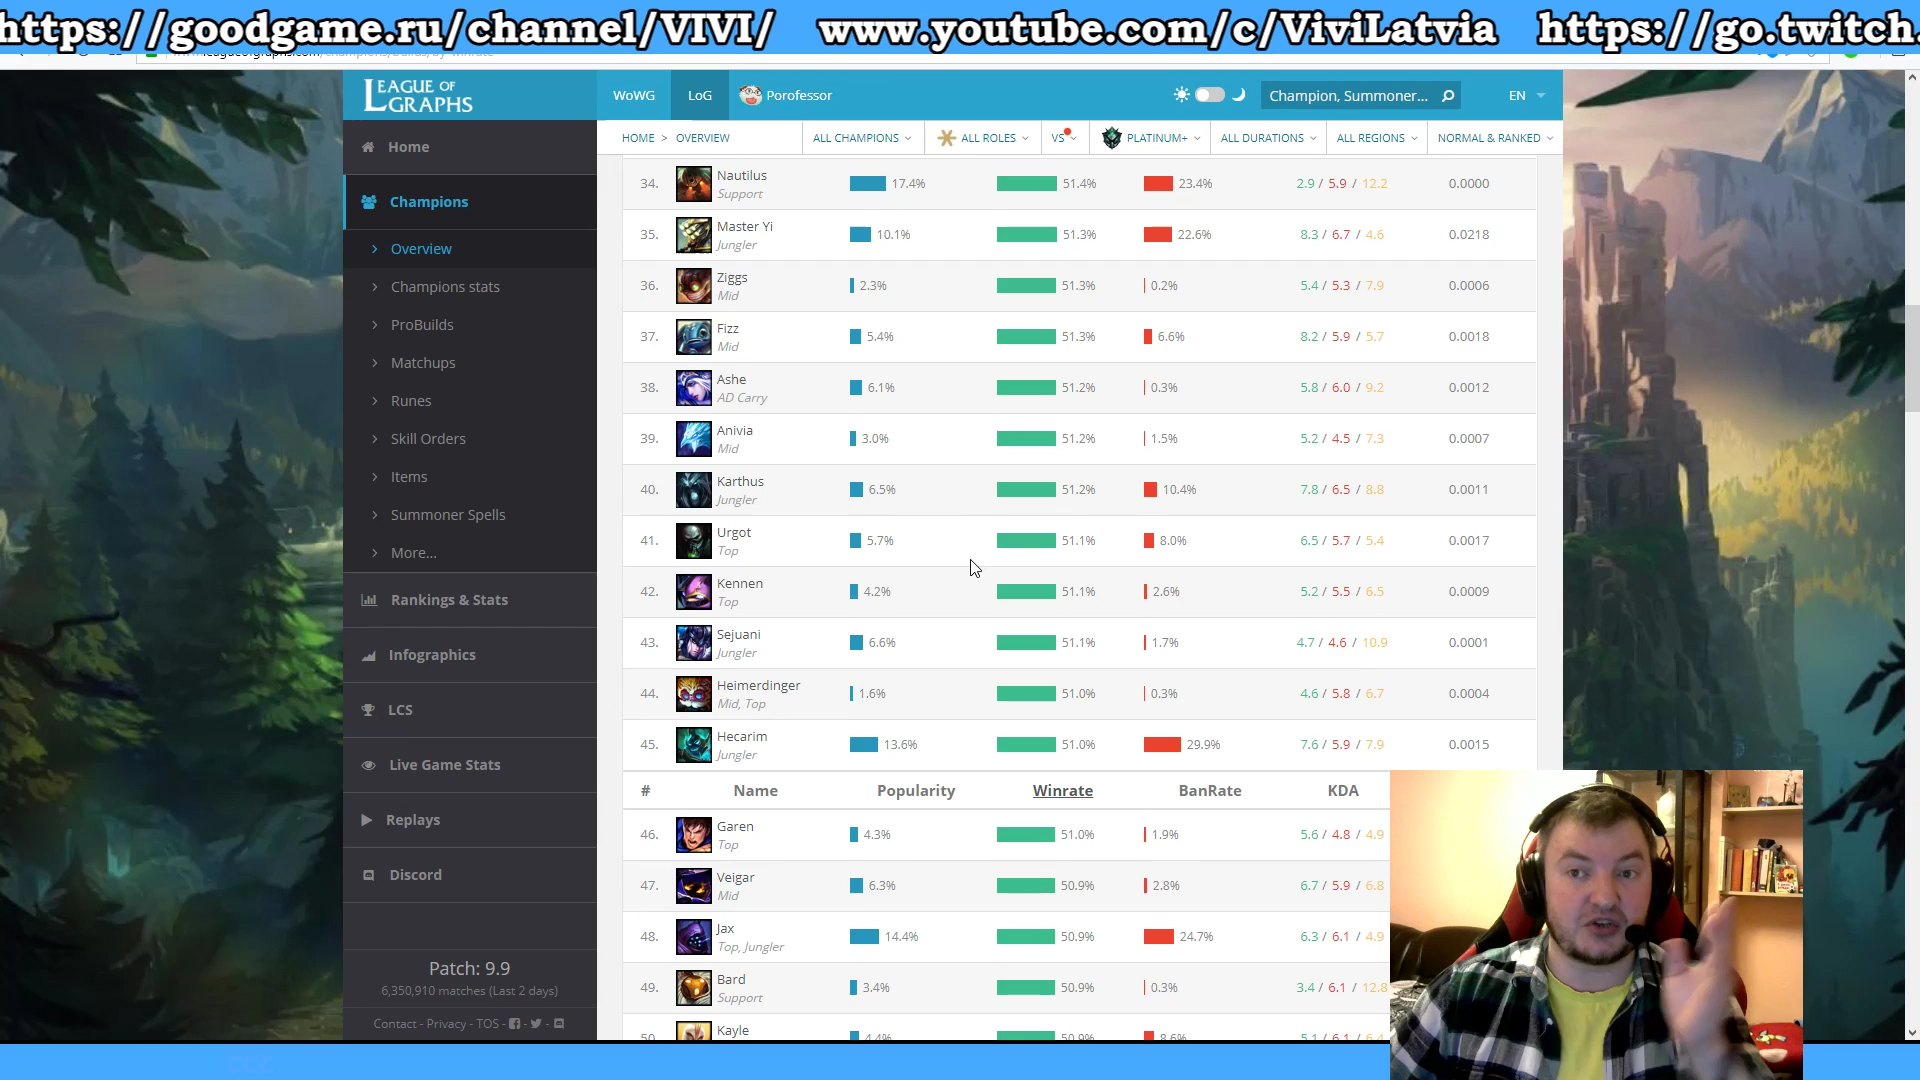 https://goodgame.ru/channel/VIVI/ www.youtube.com/c/ViviLatvia https://go.twitch.
LEAGUE OF GRAPHS
WoWG LoG Porofessor Champion, Summoner... EN
HOME > OVERVIEW ALL CHAMPIONS ALL ROLES VS PLATINUM+ ALL DURATIONS ALL REGIONS NORMAL & RANKED
Home
Champions
Overview
Champions stats
ProBuilds
Matchups
Runes
Skill Orders
Items
Summoner Spells
More...
Rankings & Stats
Infographics
LCS
Live Game Stats
Replays
Discord
Patch: 9.9
6,350,910 matches (Last 2 days)
Contact - Privacy - TOS -
34. Nautilus Support 17.4% 51.4% 23.4% 2.9 / 5.9 / 12.2 0.0000
35. Master Yi Jungler 10.1% 51.3% 22.6% 8.3 / 6.7 / 4.6 0.0218
36. Ziggs Mid 2.3% 51.3% 0.2% 5.4 / 5.3 / 7.9 0.0006
37. Fizz Mid 5.4% 51.3% 6.6% 8.2 / 5.9 / 5.7 0.0018
38. Ashe AD Carry 6.1% 51.2% 0.3% 5.8 / 6.0 / 9.2 0.0012
39. Anivia Mid 3.0% 51.2% 1.5% 5.2 / 4.5 / 7.3 0.0007
40. Karthus Jungler 6.5% 51.2% 10.4% 7.8 / 6.5 / 8.8 0.0011
41. Urgot Top 5.7% 51.1% 8.0% 6.5 / 5.7 / 5.4 0.0017
42. Kennen Top 4.2% 51.1% 2.6% 5.2 / 5.5 / 6.5 0.0009
43. Sejuani Jungler 6.6% 51.1% 1.7% 4.7 / 4.6 / 10.9 0.0001
44. Heimerdinger Mid, Top 1.6% 51.0% 0.3% 4.6 / 5.8 / 6.7 0.0004
45. Hecarim Jungler 13.6% 51.0% 29.9% 7.6 / 5.9 / 7.9 0.0015
# Name Popularity Winrate BanRate KDA
46. Garen Top 4.3% 51.0% 1.9% 5.6 / 4.8 / 4.9
47. Veigar Mid 6.3% 50.9% 2.8% 6.7 / 5.9 / 6.8
48. Jax Top, Jungler 14.4% 50.9% 24.7% 6.3 / 6.1 / 4.9
49. Bard Support 3.4% 50.9% 0.3% 3.4 / 6.1 / 12.8
50. Kayle 4.4% 50.9% 8.6%